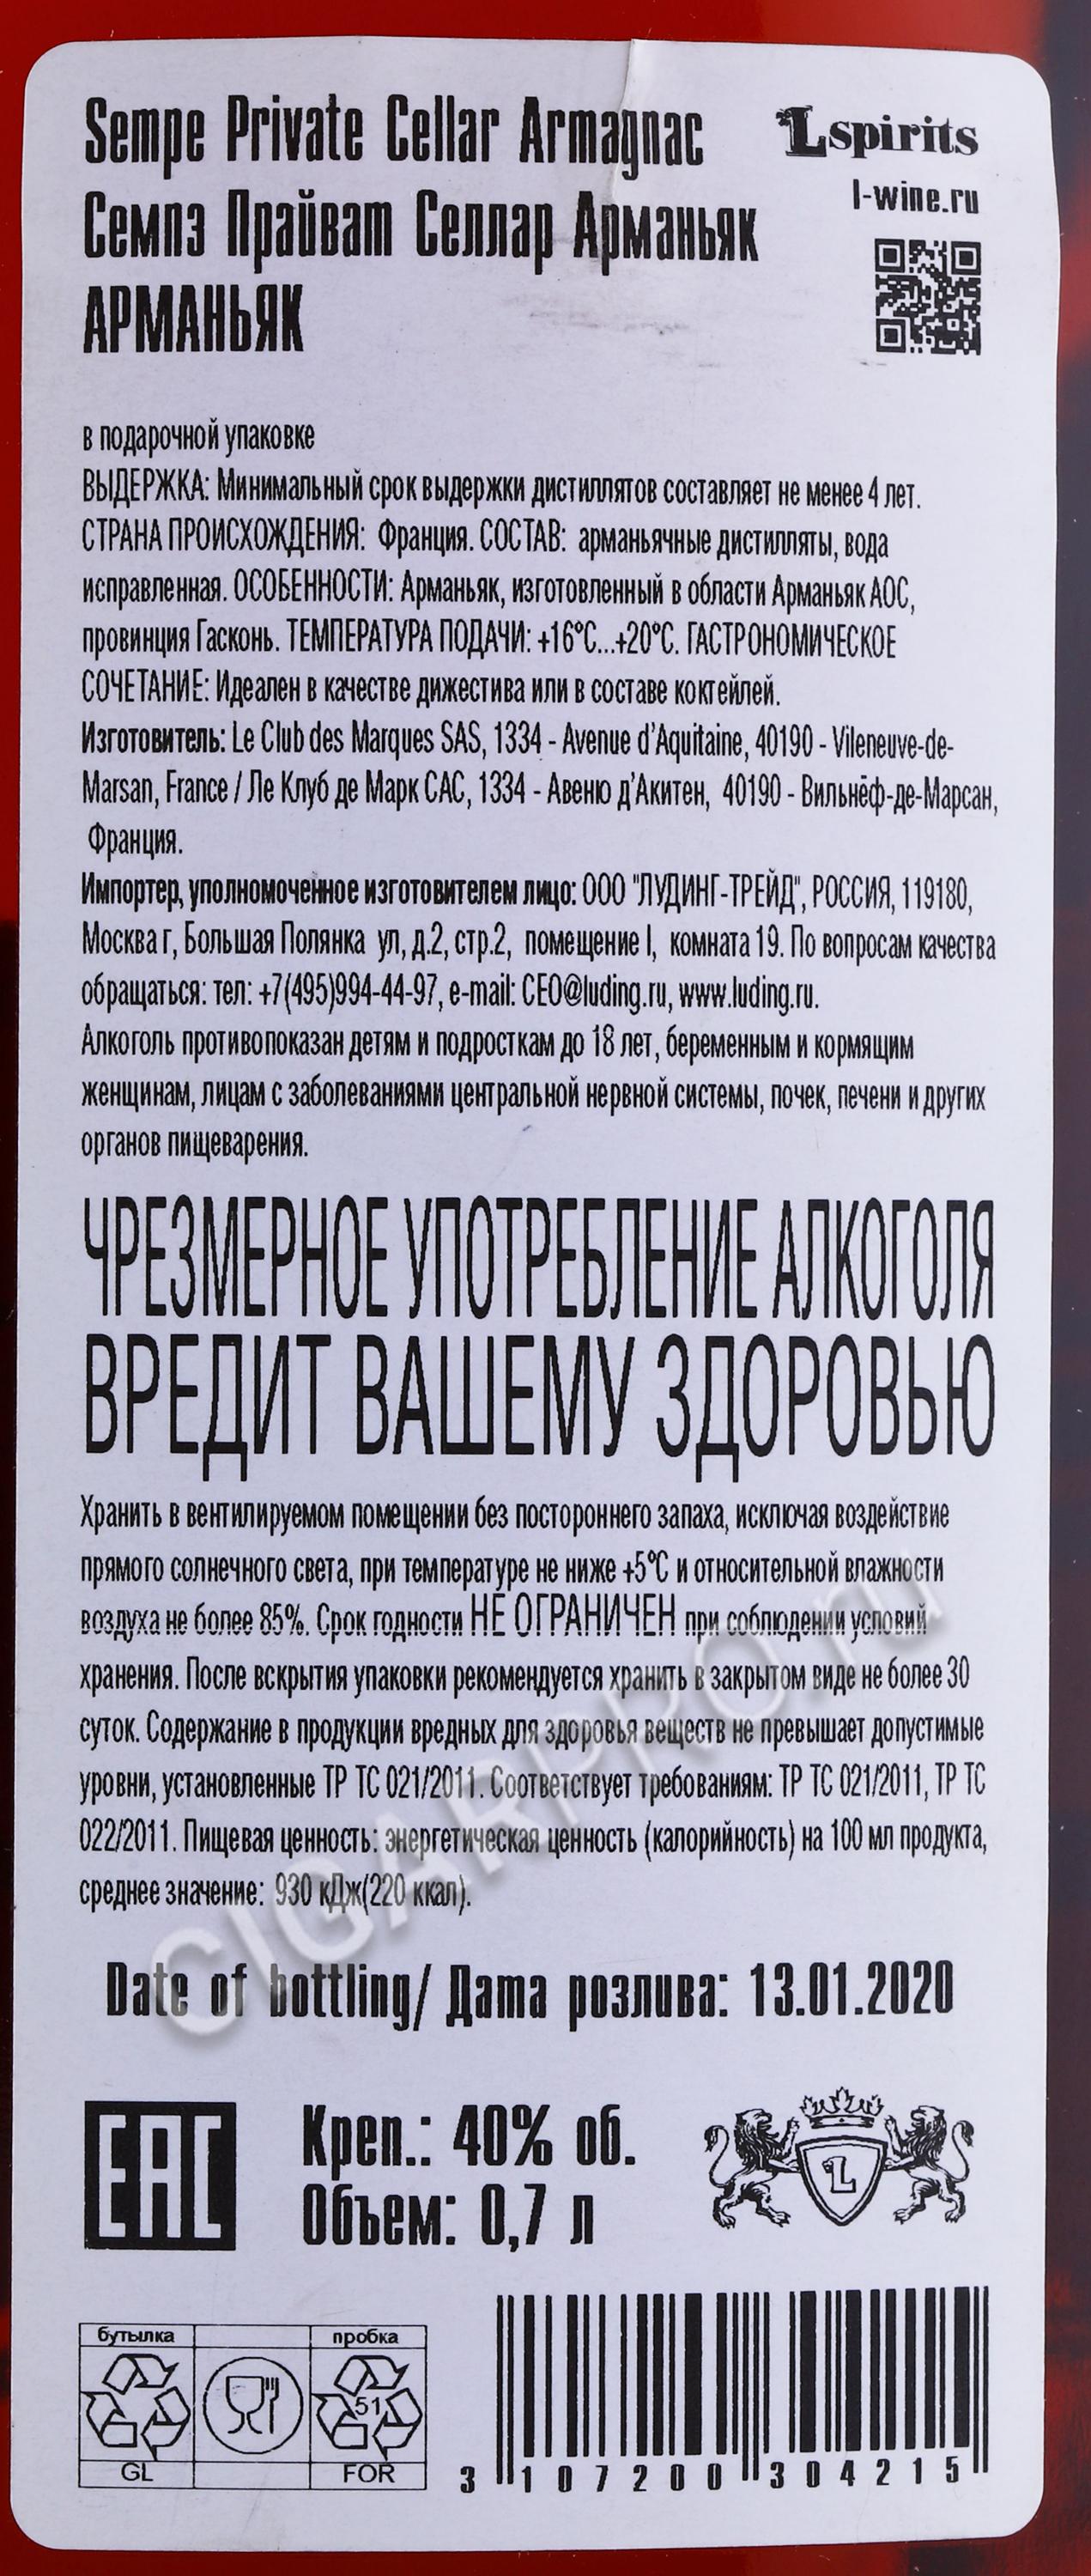 Sempe Private Cellar Armagnac
Lspirits
l-wine.ru
Семпэ Прайват Селлар Арманьяк
АРМАНЬЯК
в подарочной упаковке
ВЫДЕРЖКА: Минимальный срок выдержки дистиллятов составляет не менее 4 лет.
СТРАНА ПРОИСХОЖДЕНИЯ: Франция. СОСТАВ: арманьячные дистилляты, вода
исправленная. ОСОБЕННОСТИ: Арманьяк, изготовленный в области Арманьяк АОС,
провинция Гасконь. ТЕМПЕРАТУРА ПОДАЧИ: +16°С...+20°С. ГАСТРОНОМИЧЕСКОЕ
СОЧЕТАНИЕ: Идеален в качестве дижестива или в составе коктейлей.
Изготовитель: Le Club des Marques SAS, 1334 - Avenue d'Aquitaine, 40190 - Vileneuve-de-
Marsan, France / Ле Клуб де Марк САС, 1334 - Авеню д'Акитен, 40190 - Вильнёф-де-Марсан,
Франция.
Импортер, уполномоченное изготовителем лицо: ООО "ЛУДИНГ-ТРЕЙД", РОССИЯ, 119180,
Москва г, Большая Полянка ул, д.2, стр.2, помещение I, комната 19. По вопросам качества
обращаться: тел: +7(495)994-44-97, e-mail: CEO@luding.ru, www.luding.ru.
Алкоголь противопоказан детям и подросткам до 18 лет, беременным и кормящим
женщинам, лицам с заболеваниями центральной нервной системы, почек, печени и других
органов пищеварения.
ЧРЕЗМЕРНОЕ УПОТРЕБЛЕНИЕ АЛКОГОЛЯ
ВРЕДИТ ВАШЕМУ ЗДОРОВЬЮ
Хранить в вентилируемом помещении без постороннего запаха, исключая воздействие
прямого солнечного света, при температуре не ниже +5°С и относительной влажности
воздуха не более 85%. Срок годности НЕ ОГРАНИЧЕН при соблюдении условий
хранения. После вскрытия упаковки рекомендуется хранить в закрытом виде не более 30
суток. Содержание в продукции вредных для здоровья веществ не превышает допустимые
уровни, установленные ТР ТС 021/2011. Соответствует требованиям: ТР ТС 021/2011, ТР ТС
022/2011. Пищевая ценность: энергетическая ценность (калорийность) на 100 мл продукта,
среднее значение: 930 кДж(220 ккал).
CIGARPRO.ru
Date of bottling/ Дата розлива: 13.01.2020
EAC
Креп.: 40% об.
Объем: 0,7 л
L
бутылка
пробка
51
GL
FOR
3 107200 304215